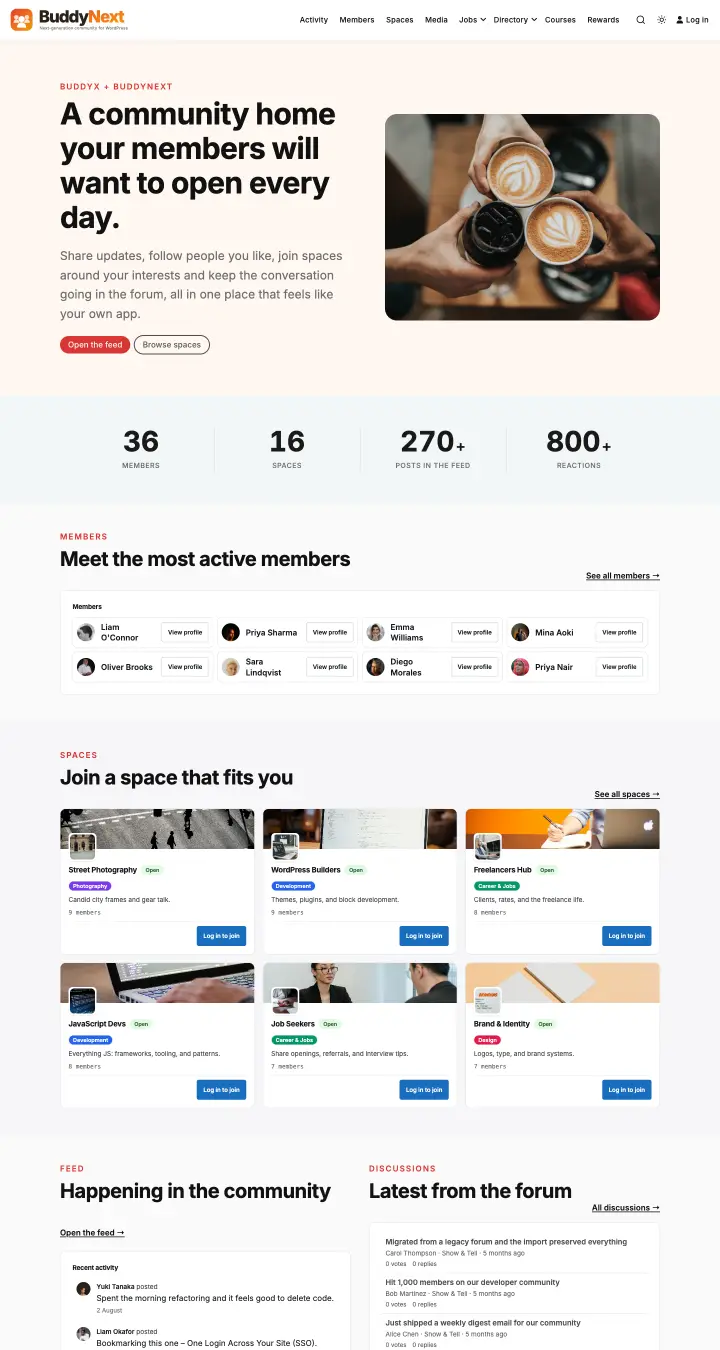 BuddyNext
Next-generation community for WordPress
Activity Members Spaces Media Jobs Directory Courses Rewards Log in
BUDDYX + BUDDYNEXT
A community home
your members will
want to open every
day.
Share updates, follow people you like, join spaces
around your interests and keep the conversation
going in the forum, all in one place that feels like
your own app.
Open the feed Browse spaces
36 16 270+ 800+
MEMBERS SPACES POSTS IN THE FEED REACTIONS
MEMBERS
Meet the most active members
See all members →
Members
Liam O'Connor View profile
Priya Sharma View profile
Emma Williams View profile
Mina Aoki View profile
Oliver Brooks View profile
Sara Lindqvist View profile
Diego Morales View profile
Priya Nair View profile
SPACES
Join a space that fits you
See all spaces →
Street Photography Open
Photography
Candid city frames and gear talk.
9 members
Log in to join
WordPress Builders Open
Development
Themes, plugins, and block development.
9 members
Log in to join
Freelancers Hub Open
Career & Jobs
Clients, rates, and the freelance life.
8 members
Log in to join
JavaScript Devs Open
Development
Everything JS: frameworks, tooling, and patterns.
8 members
Log in to join
Job Seekers Open
Career & Jobs
Share openings, referrals, and interview tips.
7 members
Log in to join
Brand & Identity Open
Design
Logos, type, and brand systems.
7 members
Log in to join
FEED
Happening in the community
Open the feed →
Recent activity
Yuki Tanaka posted
Spent the morning refactoring and it feels good to delete code.
2 August
Liam Okafor posted
Bookmarking this one – One Login Across Your Site (SSO).
DISCUSSIONS
Latest from the forum
All discussions →
Migrated from a legacy forum and the import preserved everything
Carol Thompson · Show & Tell · 5 months ago
0 votes 0 replies
Hit 1,000 members on our developer community
Bob Martinez · Show & Tell · 5 months ago
0 votes 0 replies
Just shipped a weekly digest email for our community
Alice Chen · Show & Tell · 5 months ago
0 votes 0 replies